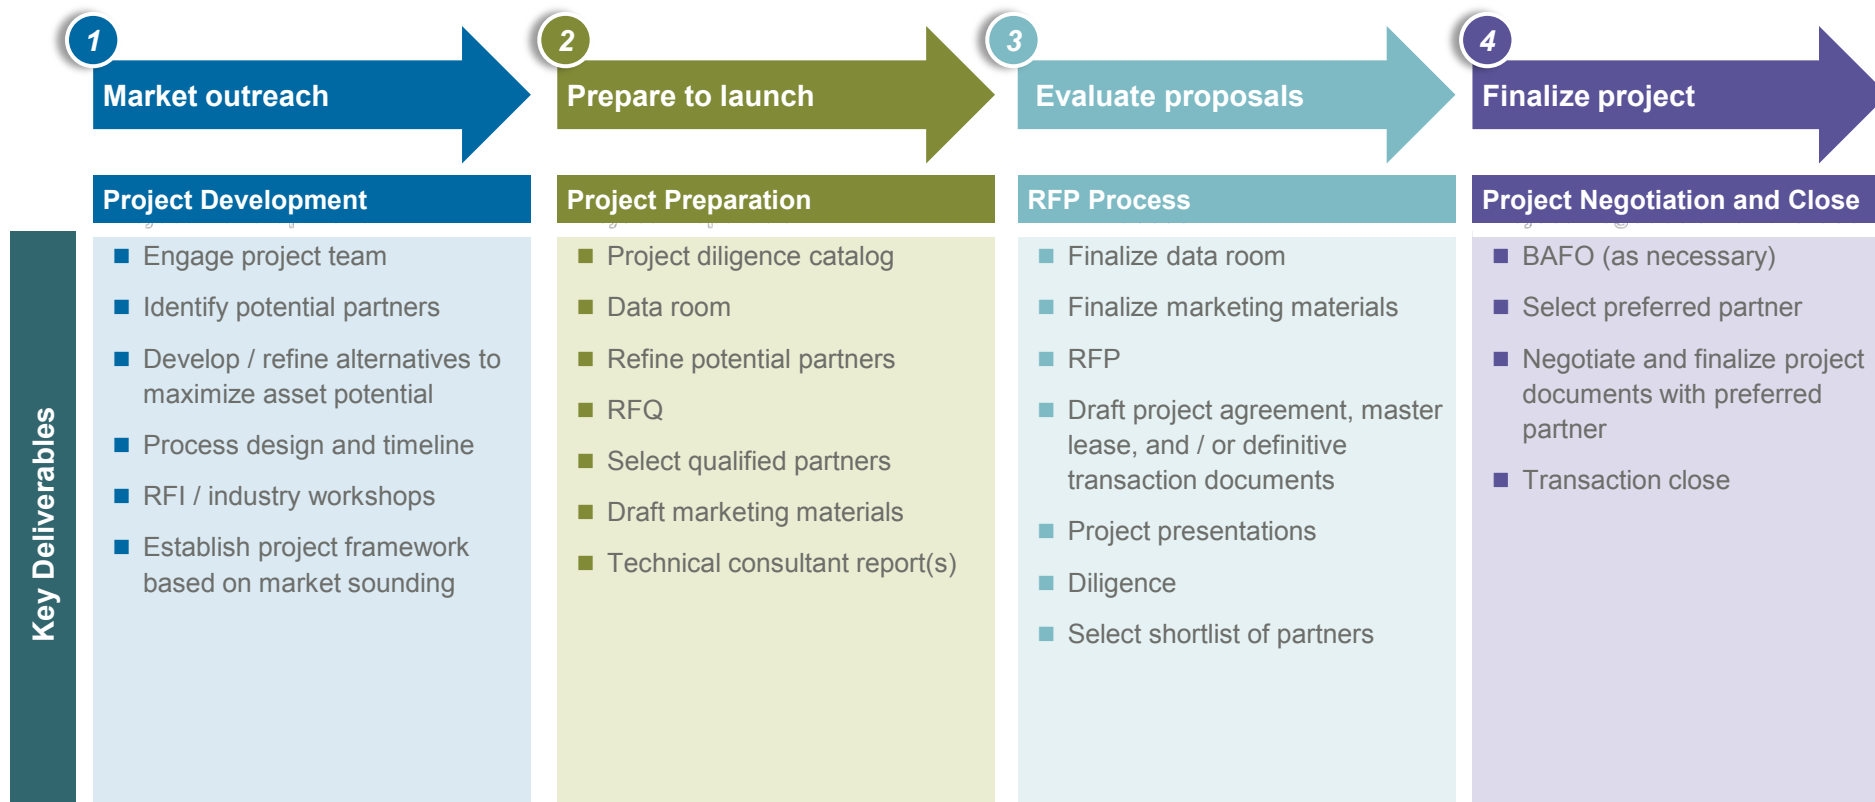 1
Market outreach
2
Prepare to launch
3
Evaluate proposals
4
Finalize project
Key Deliverables
Project Development
Engage project team
Identify potential partners
Develop / refine alternatives to
maximize asset potential
Process design and timeline
RFI / industry workshops
Establish project framework
based on market sounding
Project Preparation
Project diligence catalog
Data room
Refine potential partners
RFQ
Select qualified partners
Draft marketing materials
Technical consultant report(s)
RFP Process
Finalize data room
Finalize marketing materials
RFP
Draft project agreement, master
lease, and / or definitive
transaction documents
Project presentations
Diligence
Select shortlist of partners
Project Negotiation and Close
BAFO (as necessary)
Select preferred partner
Negotiate and finalize project
documents with preferred
partner
Transaction close